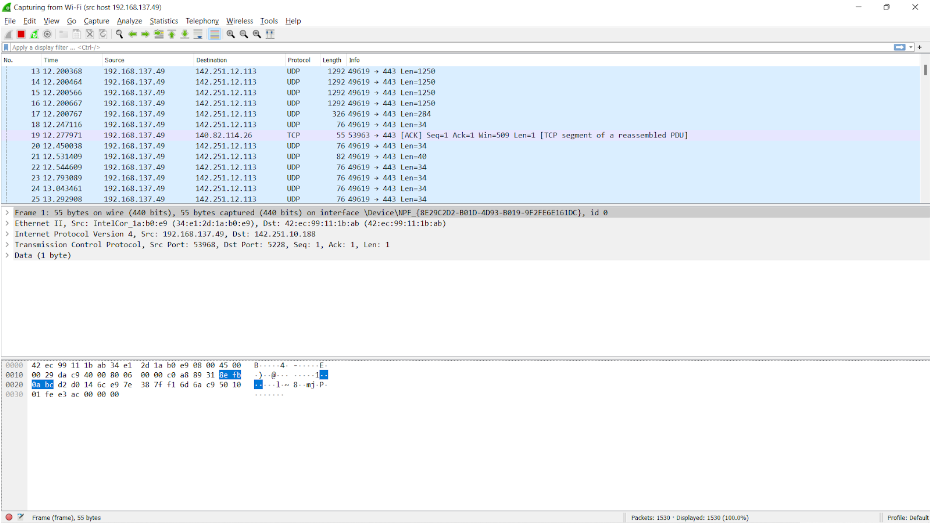 Capturing from Wi-Fi (src host 192.168.137.49)
File Edit View Go Capture Analyze Statistics Telephony Wireless Tools Help
Apply a display filter ... <Ctrl-/>
No. Time Source Destination Protocol Length Info
13 12.200368 192.168.137.49 142.251.12.113 UDP 1292 49619 → 443 Len=1250
14 12.200464 192.168.137.49 142.251.12.113 UDP 1292 49619 → 443 Len=1250
15 12.200566 192.168.137.49 142.251.12.113 UDP 1292 49619 → 443 Len=1250
16 12.200667 192.168.137.49 142.251.12.113 UDP 1292 49619 → 443 Len=1250
17 12.200767 192.168.137.49 142.251.12.113 UDP 326 49619 → 443 Len=284
18 12.247116 192.168.137.49 142.251.12.113 UDP 76 49619 → 443 Len=34
19 12.277971 192.168.137.49 140.82.114.26 TCP 55 53963 → 443 [ACK] Seq=1 Ack=1 Win=509 Len=1 [TCP segment of a reassembled PDU]
20 12.450038 192.168.137.49 142.251.12.113 UDP 76 49619 → 443 Len=34
21 12.531409 192.168.137.49 142.251.12.113 UDP 82 49619 → 443 Len=40
22 12.544609 192.168.137.49 142.251.12.113 UDP 76 49619 → 443 Len=34
23 12.793089 192.168.137.49 142.251.12.113 UDP 76 49619 → 443 Len=34
24 13.043461 192.168.137.49 142.251.12.113 UDP 76 49619 → 443 Len=34
25 13.292908 192.168.137.49 142.251.12.113 UDP 76 49619 → 443 Len=34
Frame 1: 55 bytes on wire (440 bits), 55 bytes captured (440 bits) on interface \Device\NPF_{8E29C2D2-B01D-4D93-B019-9F2FE6E161DC}, id 0
Ethernet II, Src: IntelCor_1a:b0:e9 (34:e1:2d:1a:b0:e9), Dst: 42:ec:99:11:1b:ab (42:ec:99:11:1b:ab)
Internet Protocol Version 4, Src: 192.168.137.49, Dst: 142.251.10.188
Transmission Control Protocol, Src Port: 53968, Dst Port: 5228, Seq: 1, Ack: 1, Len: 1
Data (1 byte)
0000 42 ec 99 11 1b ab 34 e1 2d 1a b0 e9 08 00 45 00 B·····4· -·····E·
0010 00 29 da c9 40 00 80 06 00 00 c0 a8 89 31 8e fb ·)··@··· ·····1··
0020 0a bc d2 d0 14 6c e9 7e 38 7f f1 6d 6a c9 50 10 ·····l·~ 8··mj·P·
0030 01 fe e3 ac 00 00 00 ·······
Frame (frame), 55 bytes Packets: 1530 · Displayed: 1530 (100.0%) Profile: Default